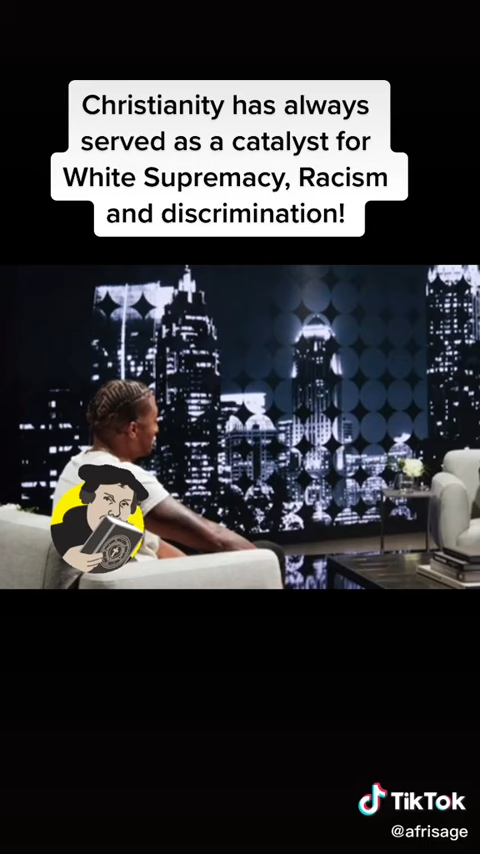 Christianity has always
served as a catalyst for
White Supremacy, Racism
and discrimination!
TikTok
@afrisage